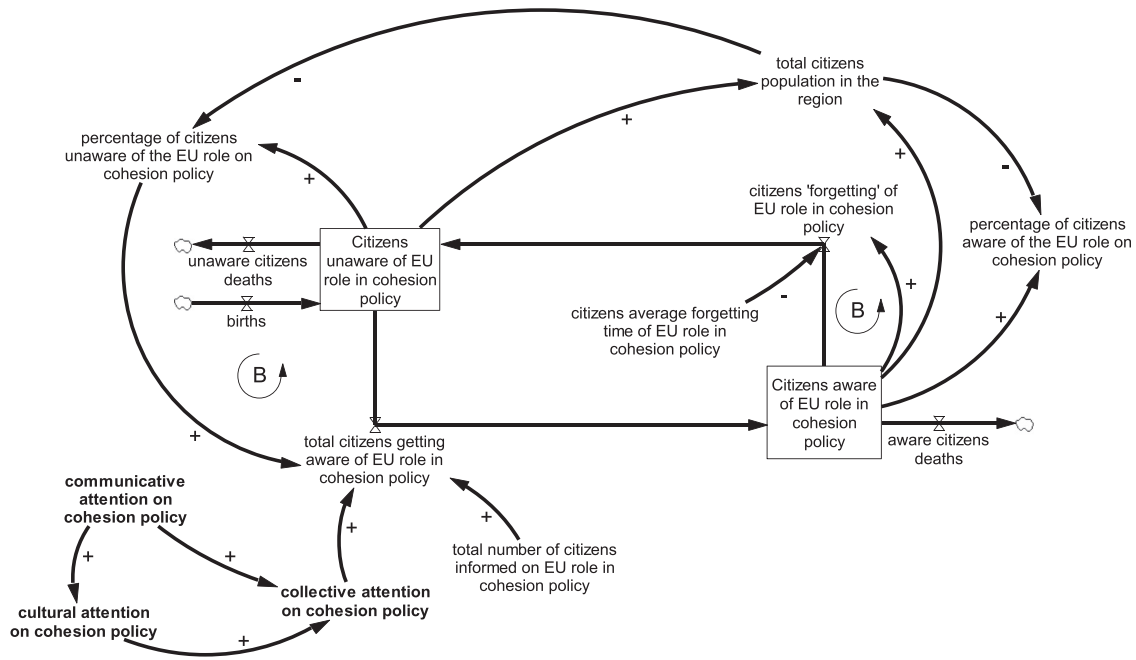 total citizens
population in the
region
-
+
percentage of citizens
unaware of the EU role on
cohesion policy
+
+
-
citizens 'forgetting' of
EU role in cohesion
policy
percentage of citizens
aware of the EU role on
cohesion policy
Citizens
unaware of EU
role in cohesion
policy
unaware citizens
deaths
births
+
-
B
+
citizens average forgetting
time of EU role in
cohesion policy
B
Citizens aware
of EU role in
cohesion
policy
aware citizens
deaths
+
total citizens getting
aware of EU role in
cohesion policy
communicative
attention on
cohesion policy
+
+
+
+
total number of citizens
informed on EU role in
cohesion policy
collective attention
on cohesion policy
cultural attention
on cohesion policy
+